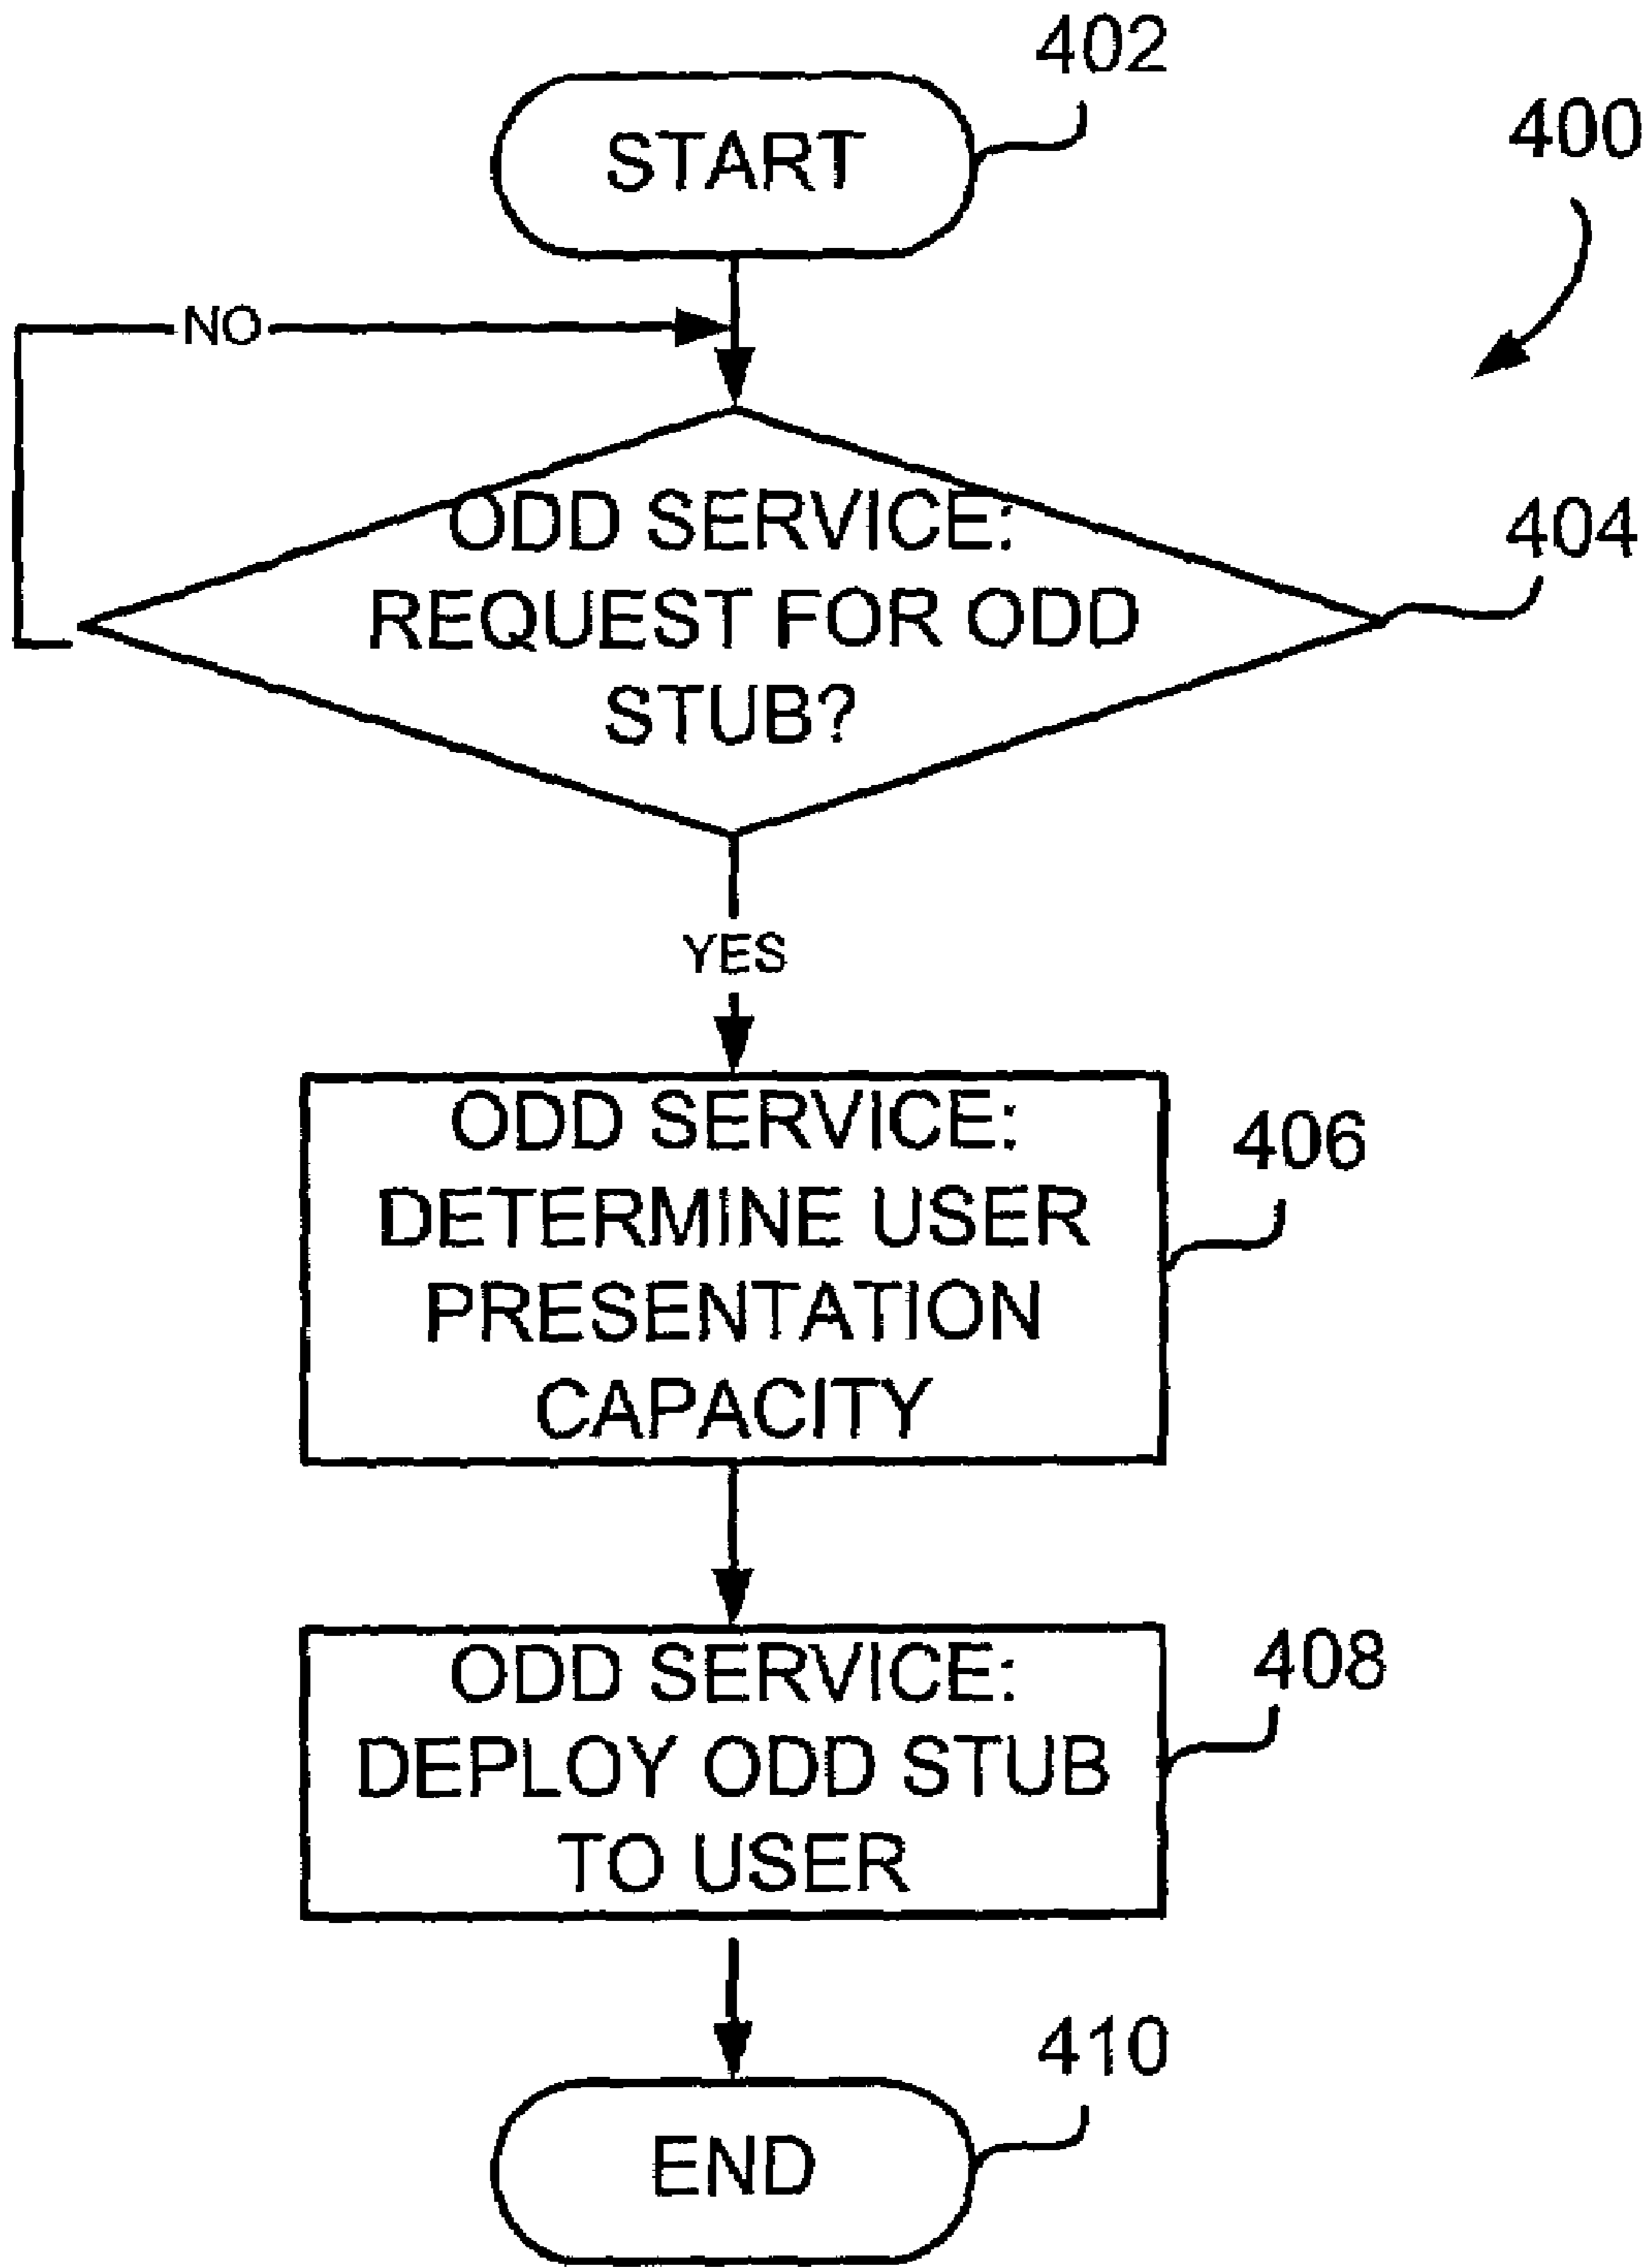 402
START
400
NO
ODD SERVICE:
REQUEST FOR ODD
STUB?
404
YES
ODD SERVICE:
DETERMINE USER
PRESENTATION
CAPACITY
406
ODD SERVICE:
DEPLOY ODD STUB
TO USER
408
410
END